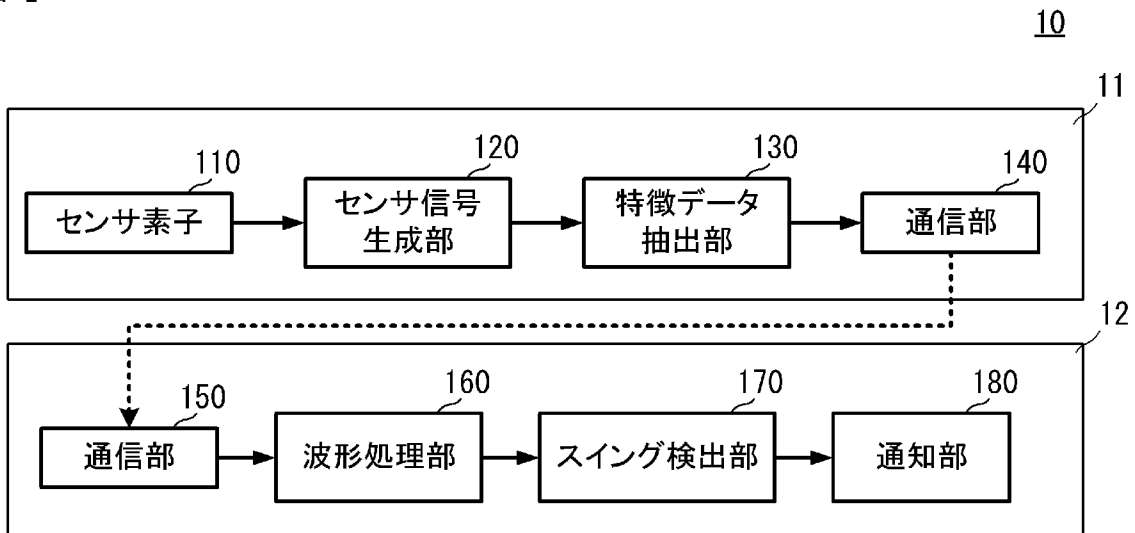 10
11
110
120
130
140
センサ素子
センサ信号
生成部
特徴データ
抽出部
通信部
12
150
160
170
180
通信部
波形処理部
スイング検出部
通知部